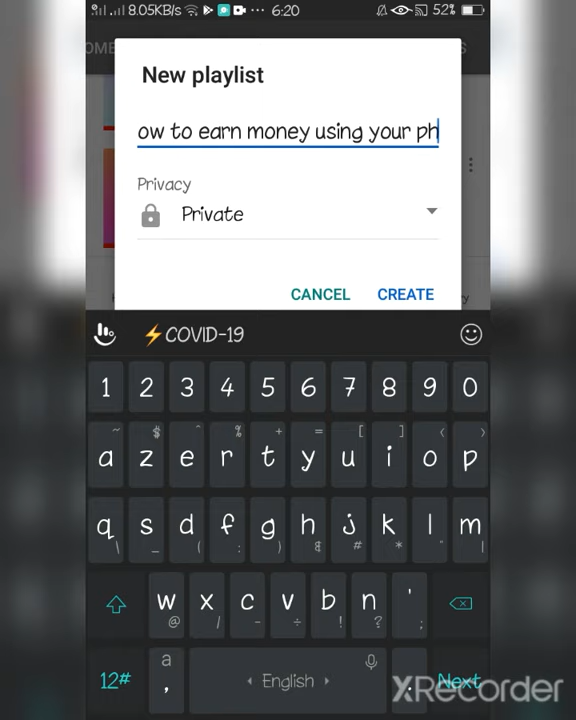 8.05KB/s ... 6:20 52%
OME S
New playlist
ow to earn money using your ph
Privacy
Private
CANCEL CREATE
⚡COVID-19
1 2 3 4 5 6 7 8 9 0
~ $ ^ % + = [ ] < >
a z e r t y u i o p
q s d f g h j k l m
\ _ ( : ) & # * " |
w x c v b n '
@ / - ÷ ! ? ;
12# a , English . Next
XRecorder